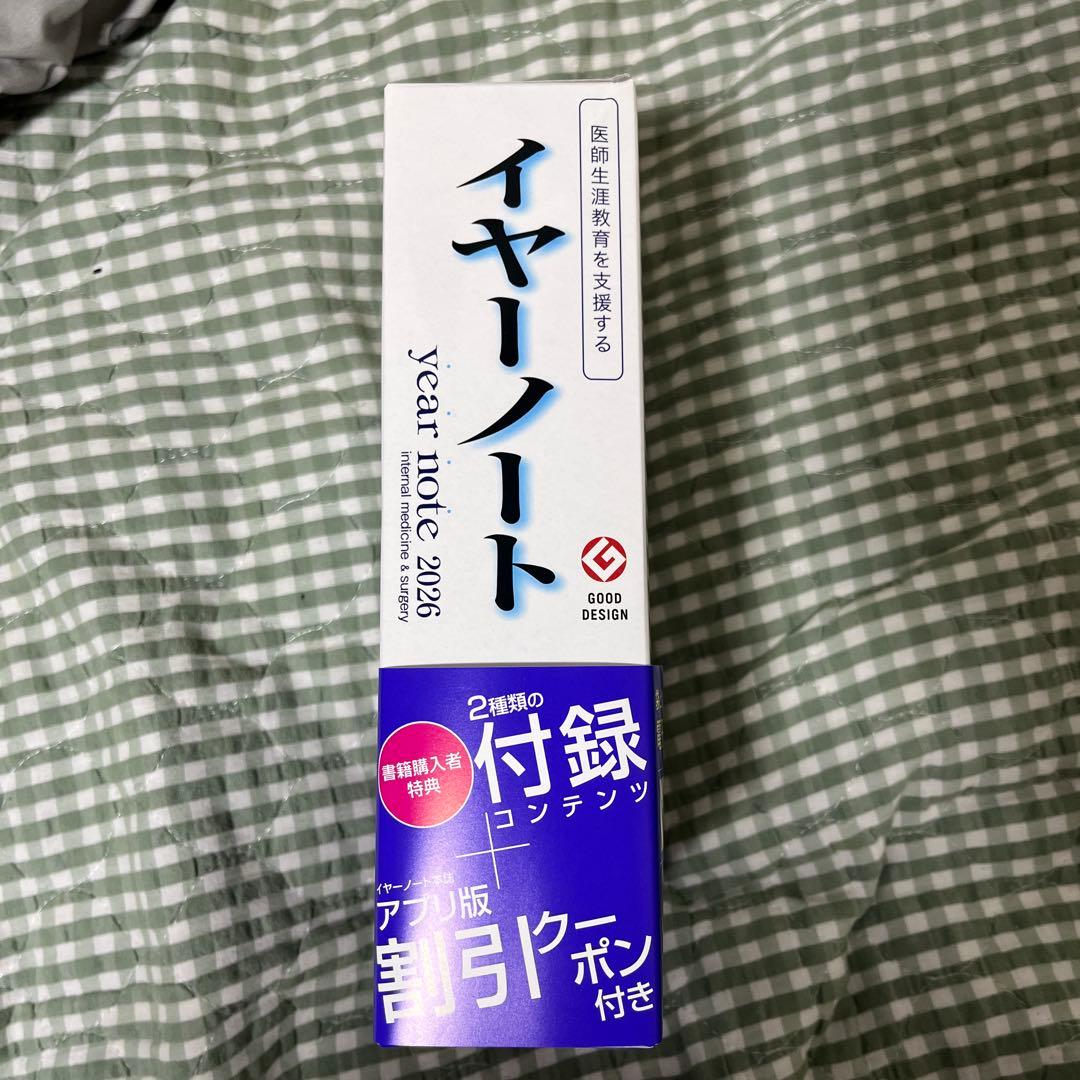 医師生涯教育を支援する
イヤーノート
year note 2026
internal medicine & surgery
GOOD
DESIGN
書籍購入者
特典
2種類の
付録
コンテンツ
イヤーノート本誌
アプリ版
割引クーポン
付き